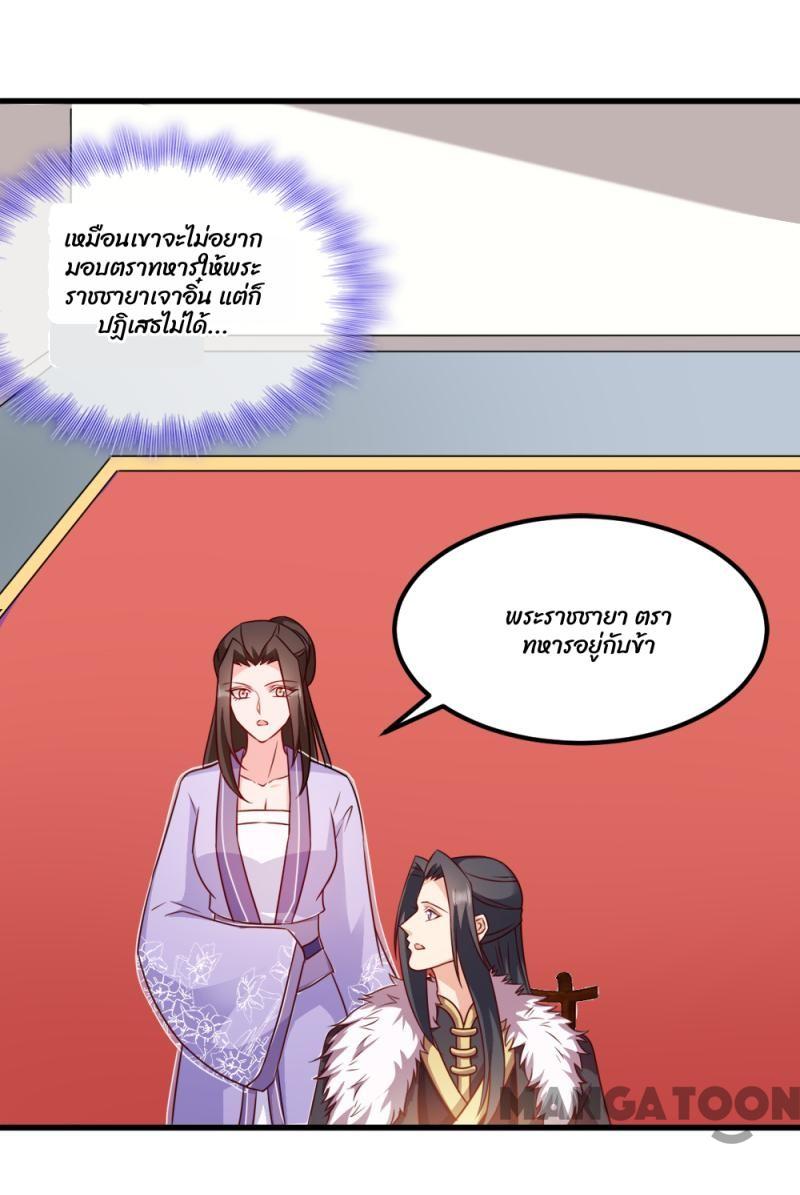 เหมือนเขาจะไม่อยาก
มอบตราทหารให้พระ
ราชชายาเจาอิ๋น แต่ก็
ปฏิเสธไม่ได้...
พระราชชายา ตรา
ทหารอยู่กับข้า
MANGATOON